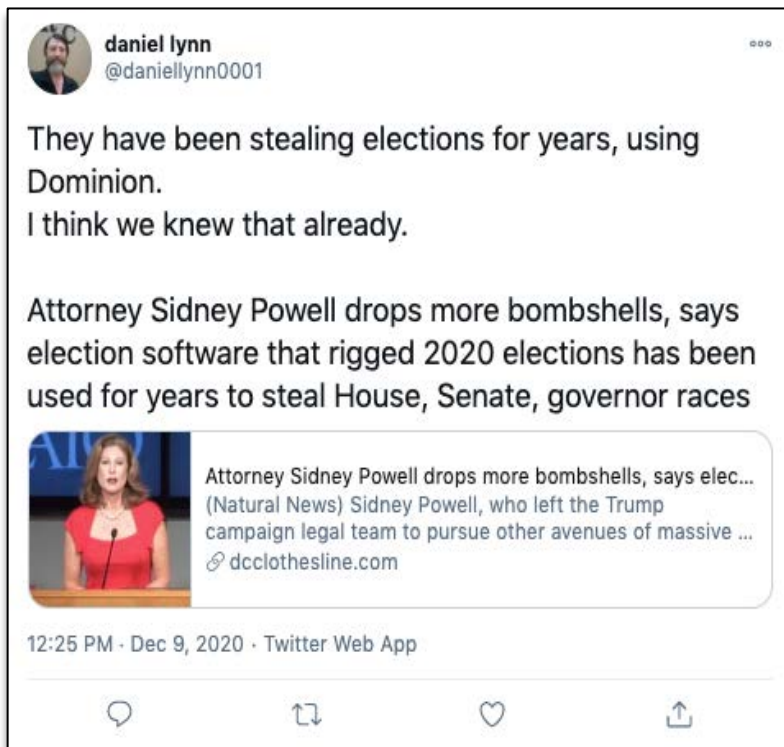 daniel lynn
@daniellynn0001
They have been stealing elections for years, using
Dominion.
I think we knew that already.
Attorney Sidney Powell drops more bombshells, says
election software that rigged 2020 elections has been
used for years to steal House, Senate, governor races
Attorney Sidney Powell drops more bombshells, says elec...
(Natural News) Sidney Powell, who left the Trump
campaign legal team to pursue other avenues of massive ...
dcclothesline.com
12:25 PM · Dec 9, 2020 · Twitter Web App